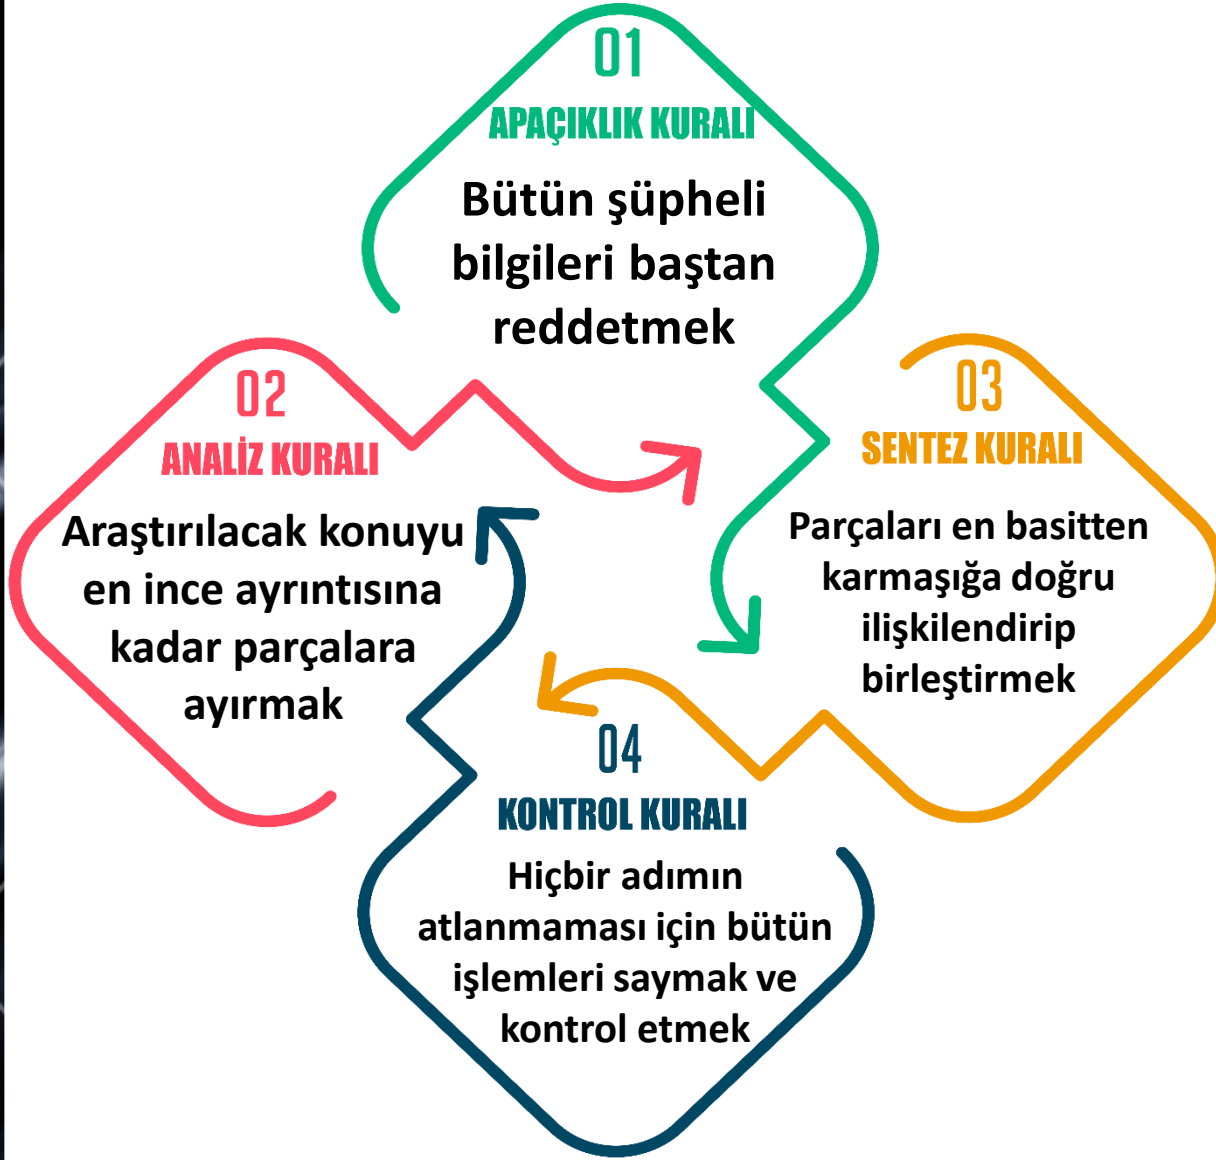 01
APAÇIKLIK KURALI
Bütün şüpheli
bilgileri baştan
reddetmek
02
ANALİZ KURALI
Araştırılacak konuyu
en ince ayrıntısına
kadar parçalara
ayırmak
03
SENTEZ KURALI
Parçaları en basitten
karmaşığa doğru
ilişkilendirip
birleştirmek
04
KONTROL KURALI
Hiçbir adımın
atlanmaması için bütün
işlemleri saymak ve
kontrol etmek